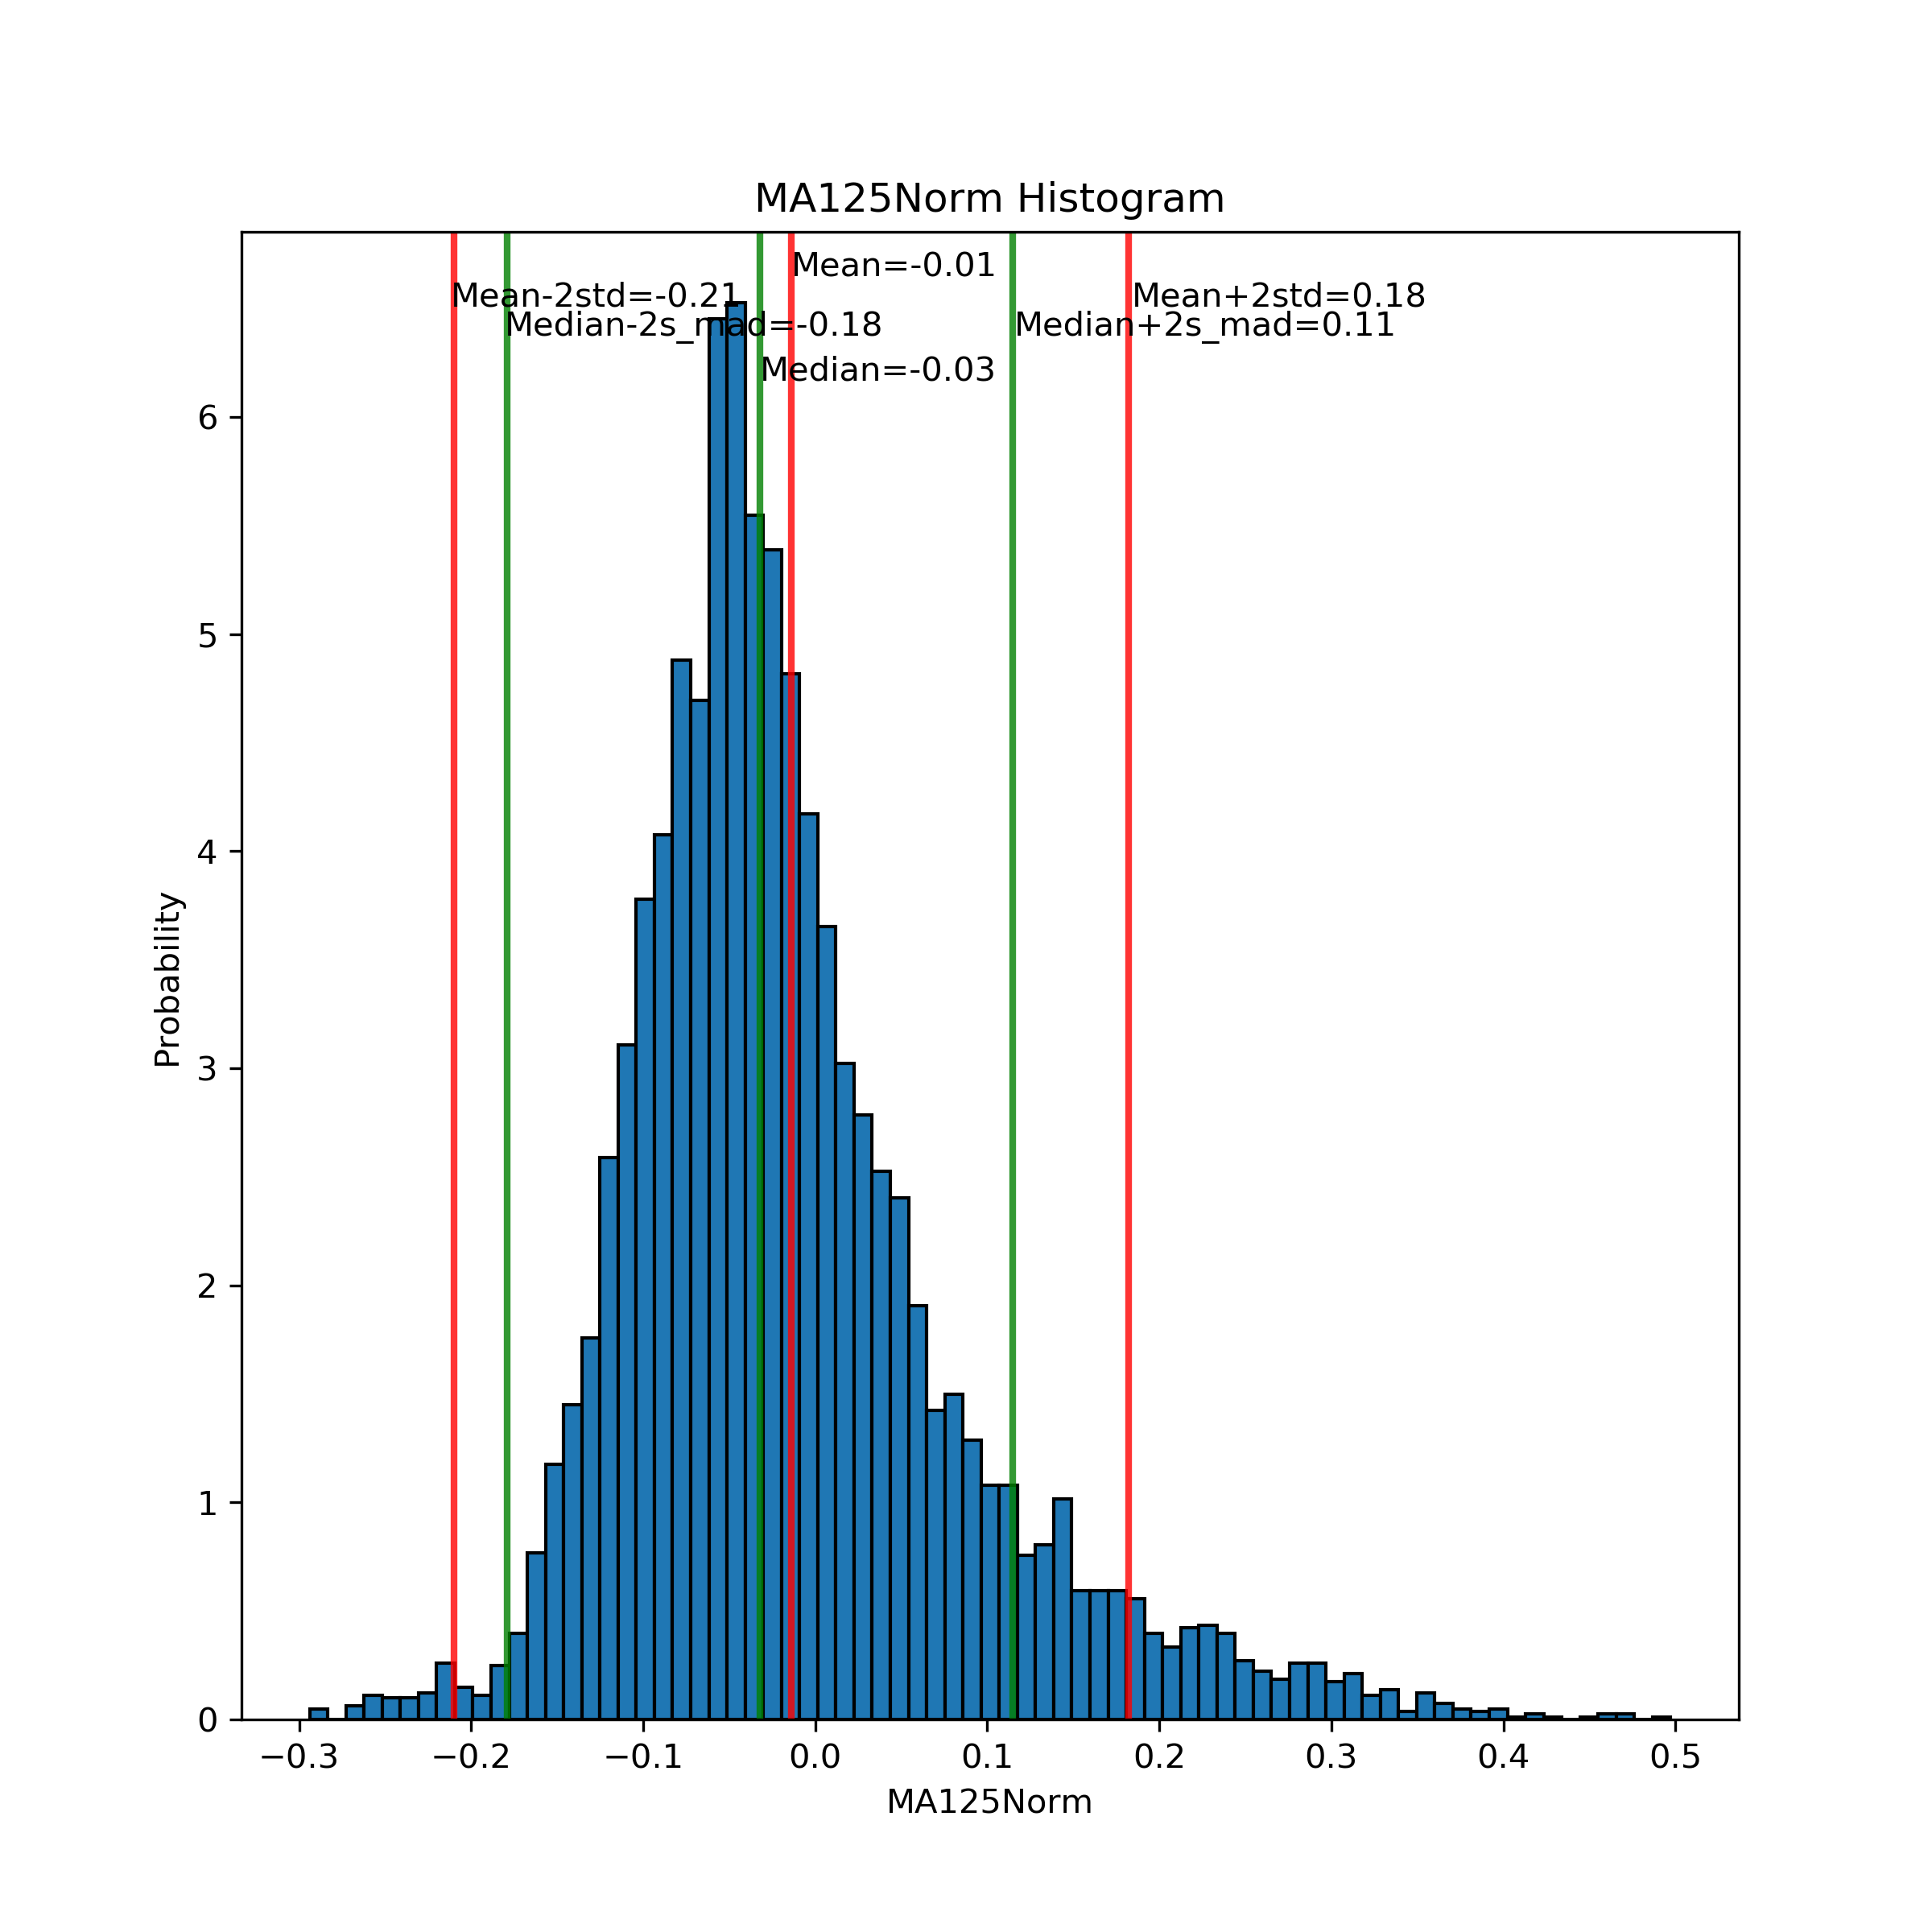 MA125Norm Histogram
Mean=-0.01
Mean-2std=-0.21
Mean+2std=0.18
Median-2s_mad=-0.18
Median+2s_mad=0.11
Median=-0.03
6
5
4
3
2
1
0
Probability
−0.3
−0.2
−0.1
0.0
0.1
0.2
0.3
0.4
0.5
MA125Norm